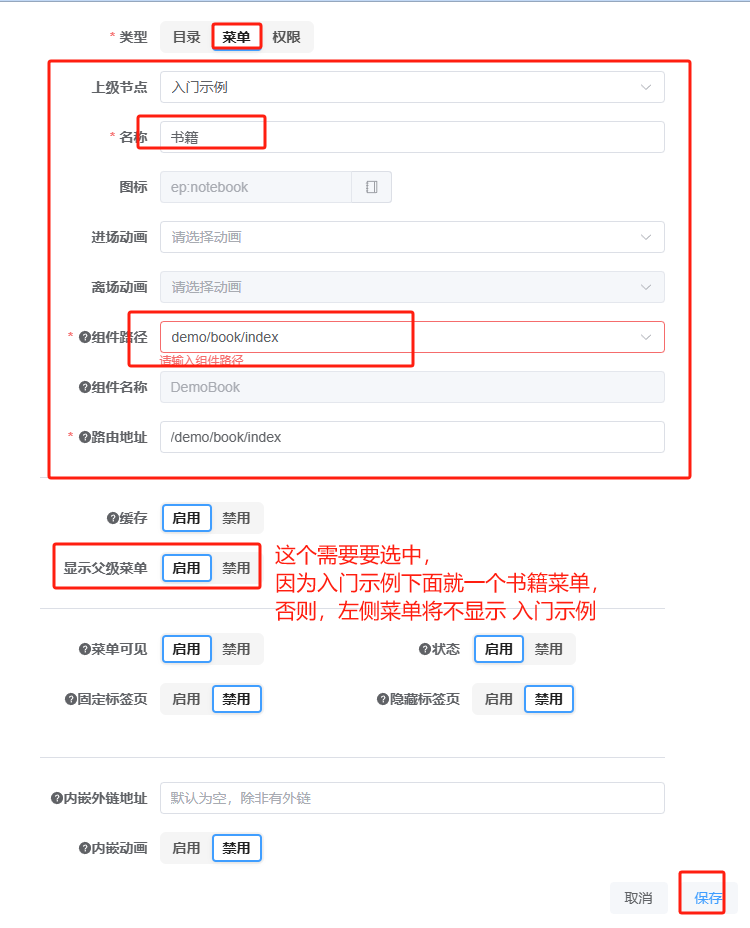 * 类型 目录 菜单 权限
上级节点 入门示例
* 名称 书籍
图标 ep:notebook
进场动画 请选择动画
离场动画 请选择动画
* 组件路径 demo/book/index
请输入组件路径
组件名称 DemoBook
* 路由地址 /demo/book/index
缓存 启用 禁用
显示父级菜单 启用 禁用
这个需要要选中，
因为入门示例下面就一个书籍菜单，
否则，左侧菜单将不显示 入门示例
菜单可见 启用 禁用 状态 启用 禁用
固定标签页 启用 禁用 隐藏标签页 启用 禁用
内嵌外链地址 默认为空，除非有外链
内嵌动画 启用 禁用
取消 保存